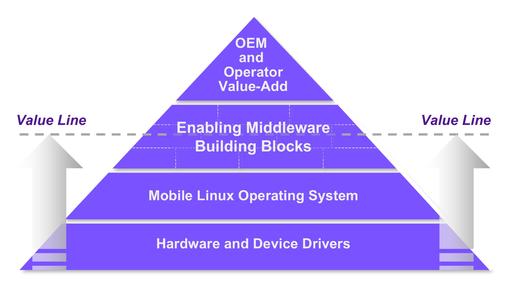 OEM
and
Operator
Value-Add
Value Line
Value Line
Enabling Middleware
Building Blocks
Mobile Linux Operating System
Hardware and Device Drivers